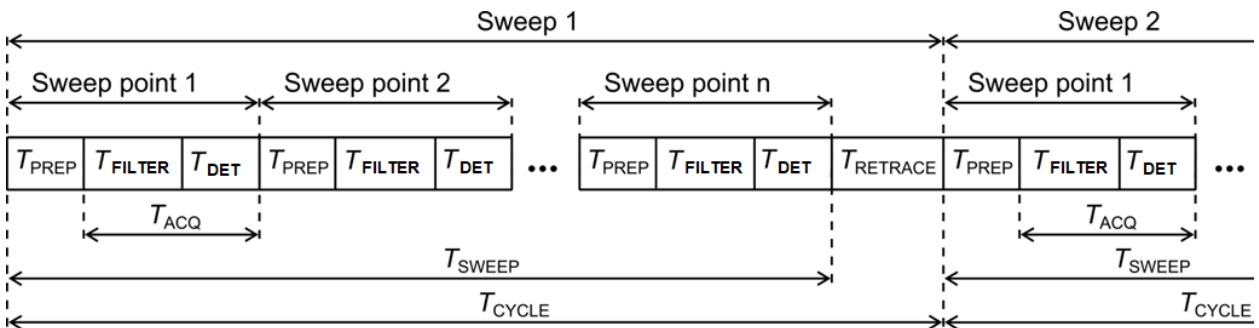 Sweep 1 Sweep 2
Sweep point 1 Sweep point 2 Sweep point n Sweep point 1
TPREP TFILTER TDET TPREP TFILTER TDET ••• TPREP TFILTER TDET TRETRACE TPREP TFILTER TDET •••
TACQ TACQ
TSWEEP TSWEEP
TCYCLE TCYCLE